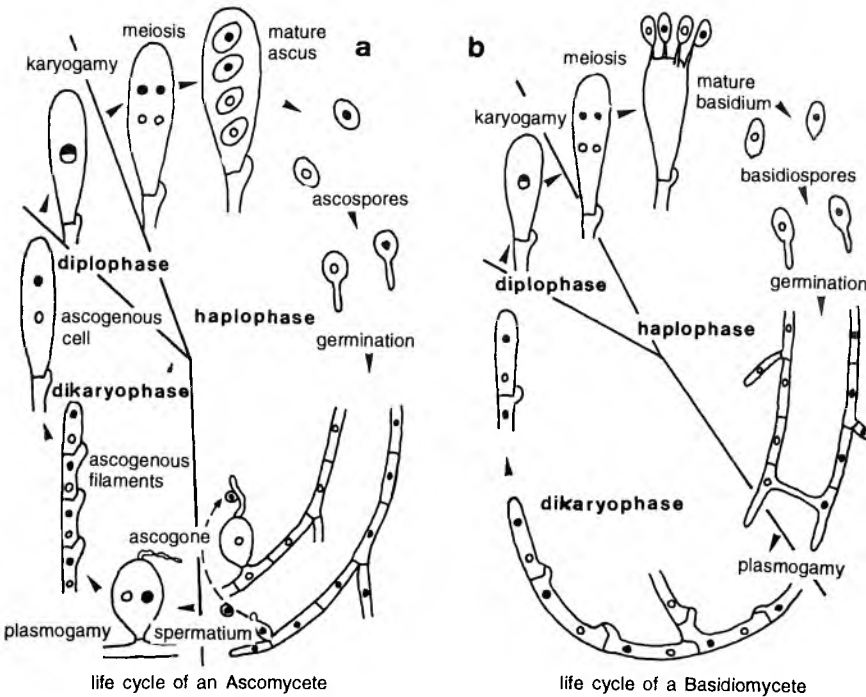 a
meiosis
mature
ascus
karyogamy
ascospores
diplophase
ascogenous
cell
haplophase
germination
dikaryophase
ascogenous
filaments
ascogone
plasmogamy
spermatium
life cycle of an Ascomycete
b
meiosis
mature
basidium
karyogamy
basidiospores
diplophase
germination
haplophase
dikaryophase
plasmogamy
life cycle of a Basidiomycete